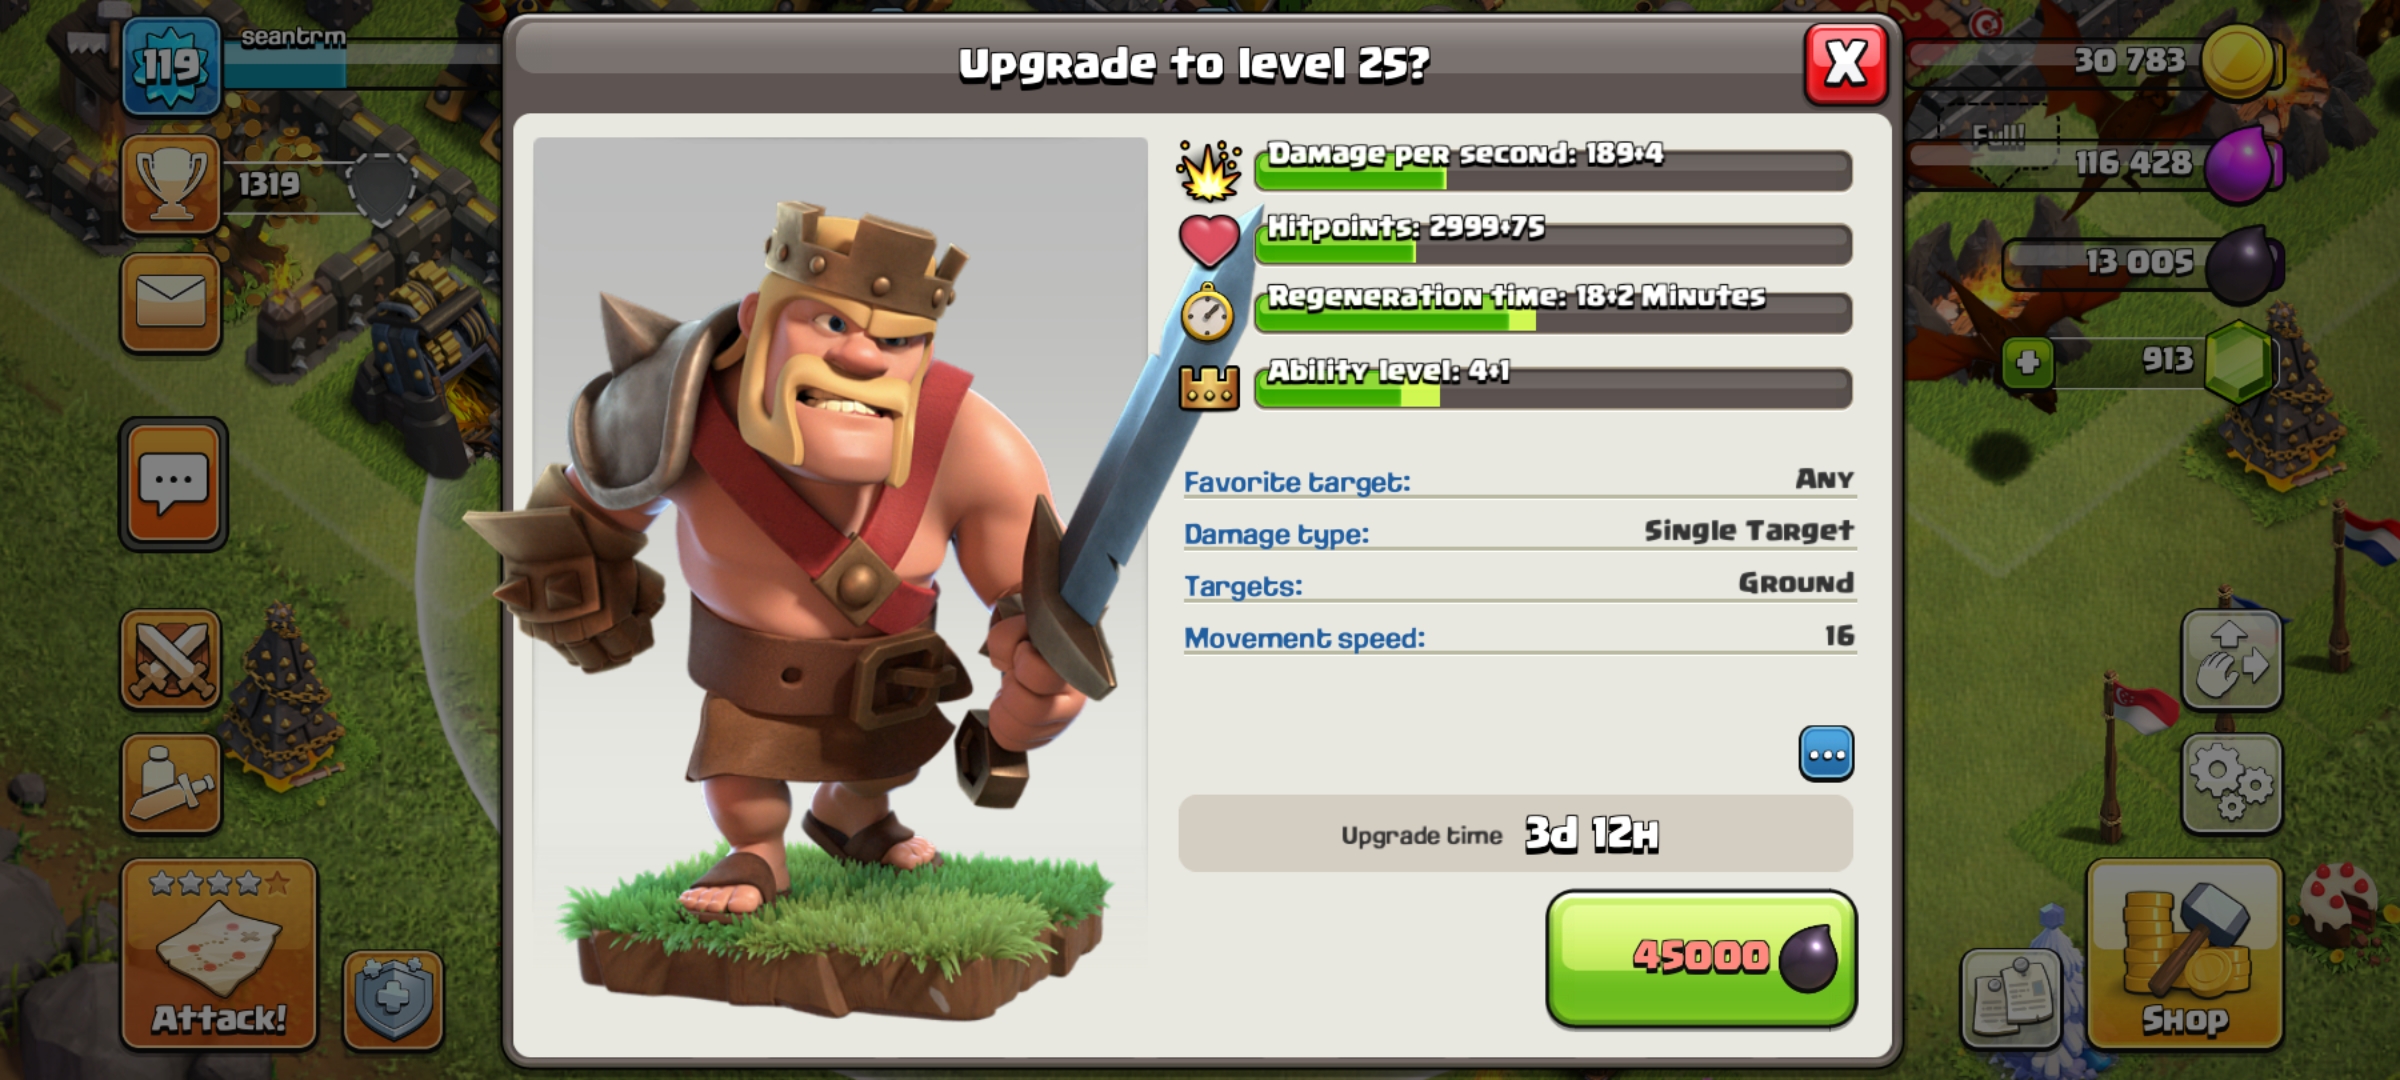 119
seantrm
Upgrade to level 25?
X
30 783
Full!
1319
116 428
13 005
913
Damage per second: 189+4
Hitpoints: 2999+75
Regeneration time: 18+2 Minutes
Ability level: 4+1
Favorite target: Any
Damage type: Single Target
Targets: Ground
Movement speed: 16
Upgrade time 3d 12H
45000
Attack!
Shop